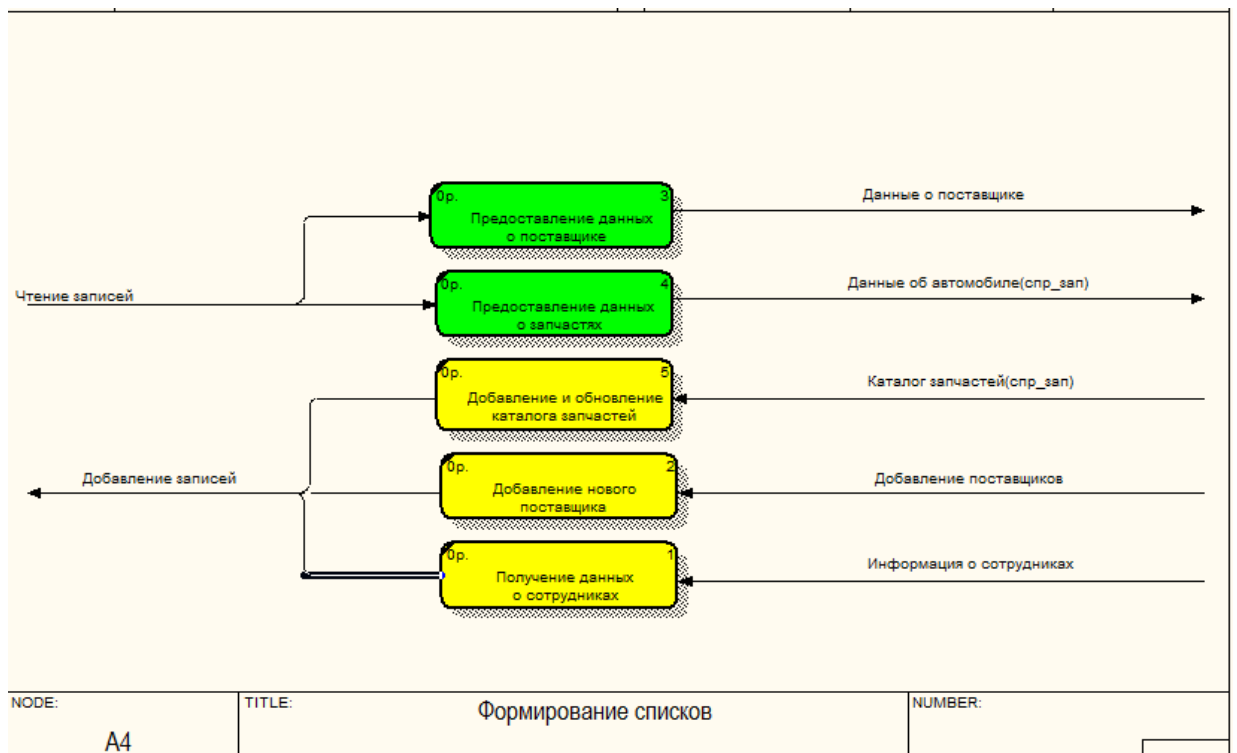 0р.
3
Предоставление данных
о поставщике
Данные о поставщике
Чтение записей
0р.
4
Предоставление данных
о запчастях
Данные об автомобиле(спр_зап)
0р.
5
Добавление и обновление
каталога запчастей
Каталог запчастей(спр_зап)
Добавление записей
0р.
2
Добавление нового
поставщика
Добавление поставщиков
0р.
1
Получение данных
о сотрудниках
Информация о сотрудниках
NODE:
A4
TITLE:
Формирование списков
NUMBER: